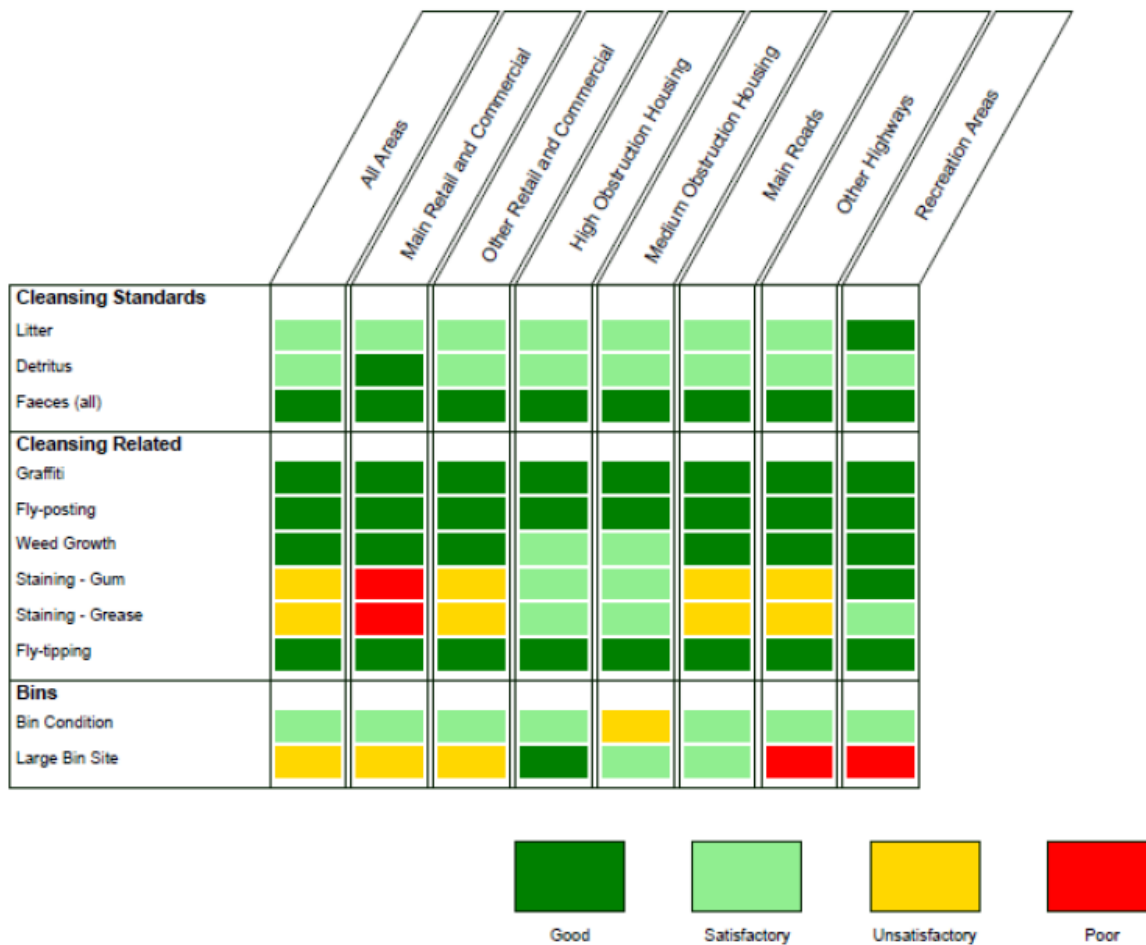 All Areas
Main Retail and Commercial
Other Retail and Commercial
High Obstruction Housing
Medium Obstruction Housing
Main Roads
Other Highways
Recreation Areas
Cleansing Standards
Litter
Detritus
Faeces (all)
Cleansing Related
Graffiti
Fly-posting
Weed Growth
Staining - Gum
Staining - Grease
Fly-tipping
Bins
Bin Condition
Large Bin Site
Good
Satisfactory
Unsatisfactory
Poor